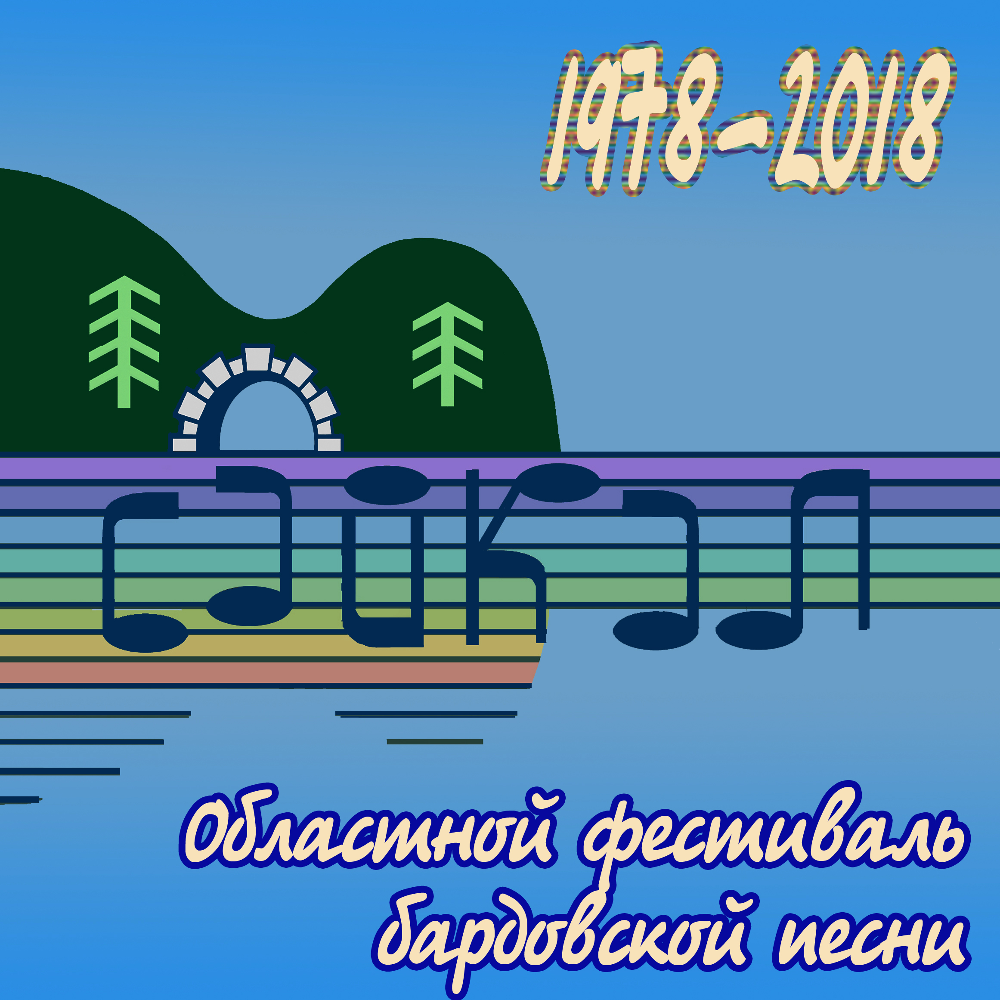 1978-2018
БАЙКАЛ
Областной фестиваль
бардовской песни